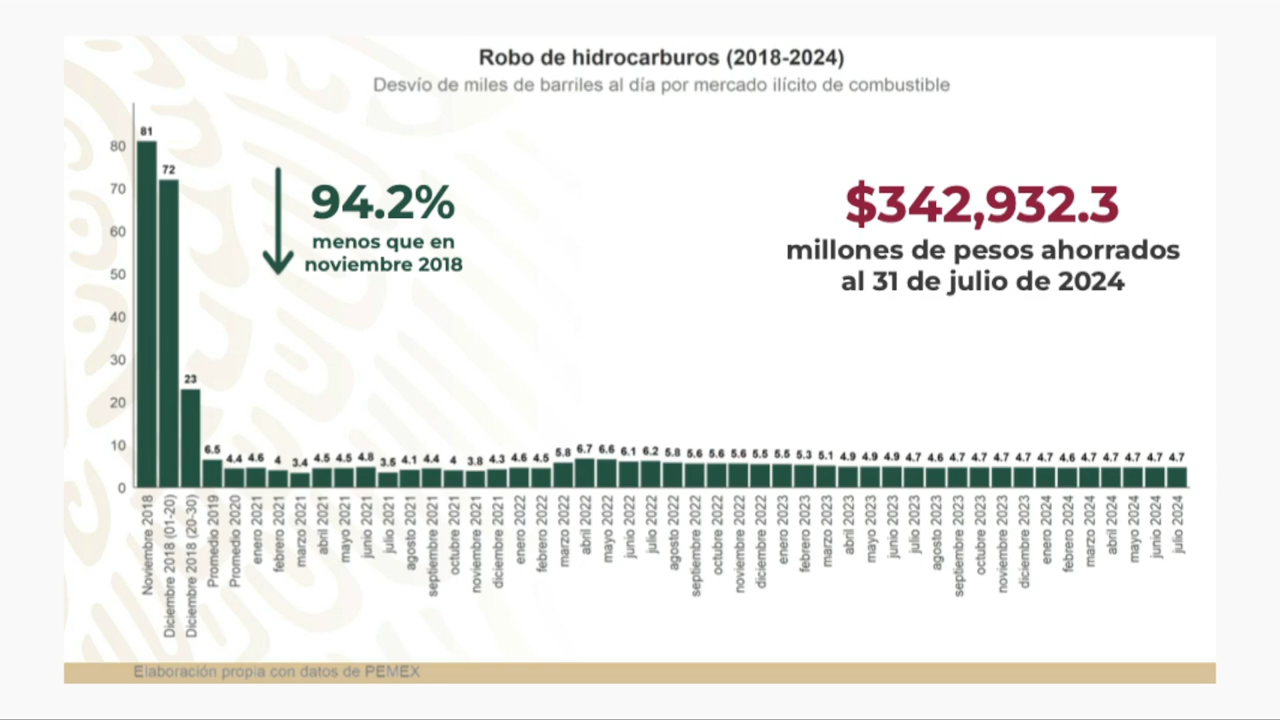 Robo de hidrocarburos (2018-2024)
Desvío de miles de barriles al día por mercado ilícito de combustible
94.2%
menos que en
noviembre 2018
$342,932.3
millones de pesos ahorrados
al 31 de julio de 2024
80
70
60
50
40
30
20
10
0
81 72 23 6.5 4.4 4.6 4 3.4 4.5 4.5 4.8 3.5 4.1 4.4 4 3.8 4.3 4.6 4.5 5.8 6.7 6.6 6.1 6.2 5.8 5.6 5.6 5.6 5.5 5.5 5.3 5.1 4.9 4.9 4.9 4.7 4.6 4.7 4.7 4.7 4.7 4.7 4.6 4.7 4.7 4.7 4.7 4.7
Noviembre 2018
Diciembre 2018 (01-20)
Diciembre 2018 (20-30)
Promedio 2019
Promedio 2020
enero 2021
febrero 2021
marzo 2021
abril 2021
mayo 2021
junio 2021
julio 2021
agosto 2021
septiembre 2021
octubre 2021
noviembre 2021
diciembre 2021
enero 2022
febrero 2022
marzo 2022
abril 2022
mayo 2022
junio 2022
julio 2022
agosto 2022
septiembre 2022
octubre 2022
noviembre 2022
diciembre 2022
enero 2023
febrero 2023
marzo 2023
abril 2023
mayo 2023
junio 2023
julio 2023
agosto 2023
septiembre 2023
octubre 2023
noviembre 2023
diciembre 2023
enero 2024
febrero 2024
marzo 2024
abril 2024
mayo 2024
junio 2024
julio 2024
Elaboración propia con datos de PEMEX